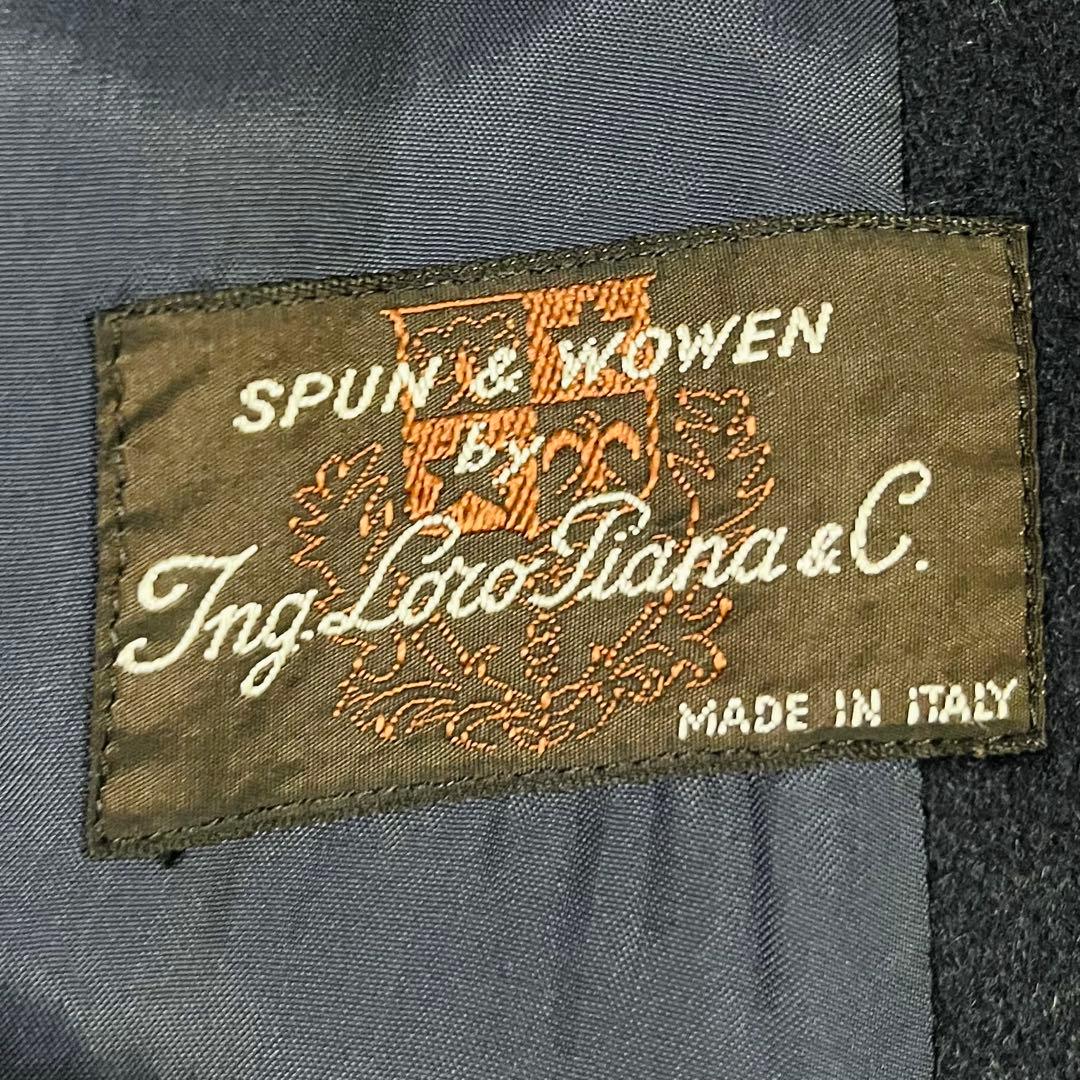 SPUN & WOWEN
by
Ing. Loro Piana & C.
MADE IN ITALY